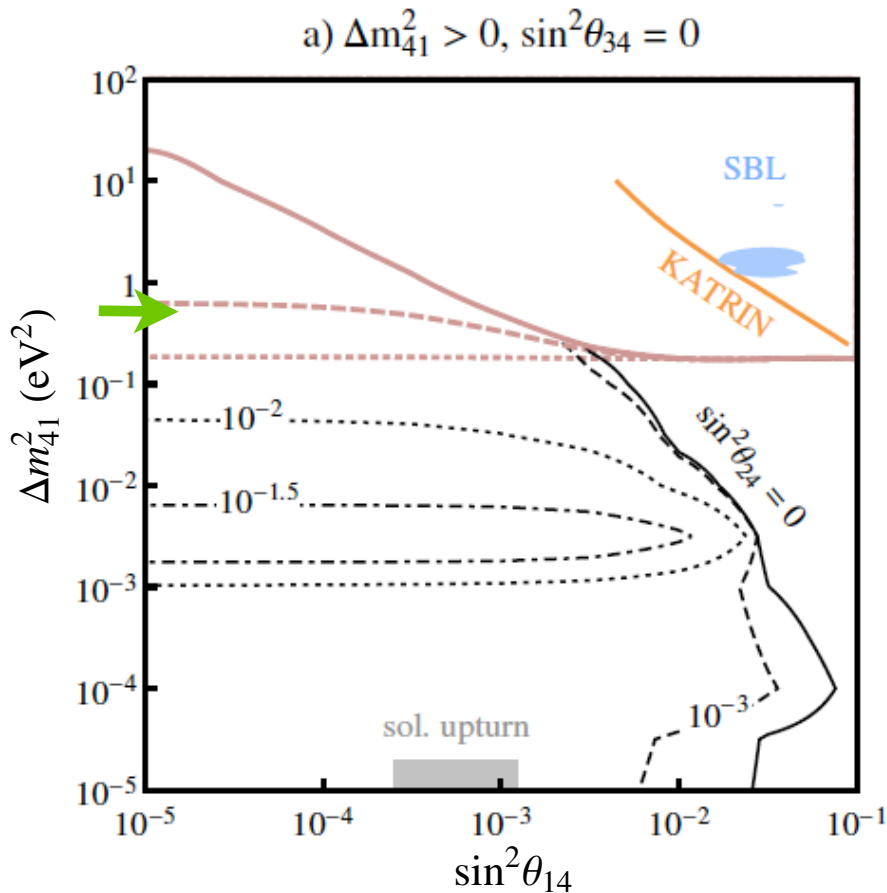 a) Δm²₄₁ > 0, sin²θ₃₄ = 0
10²
10¹
1
10⁻¹
10⁻²
10⁻³
10⁻⁴
10⁻⁵
Δm²₄₁ (eV²)
SBL
KATRIN
sin²θ₂₄ = 0
10⁻²
10⁻¹·⁵
10⁻³
sol. upturn
10⁻⁵ 10⁻⁴ 10⁻³ 10⁻² 10⁻¹
sin²θ₁₄